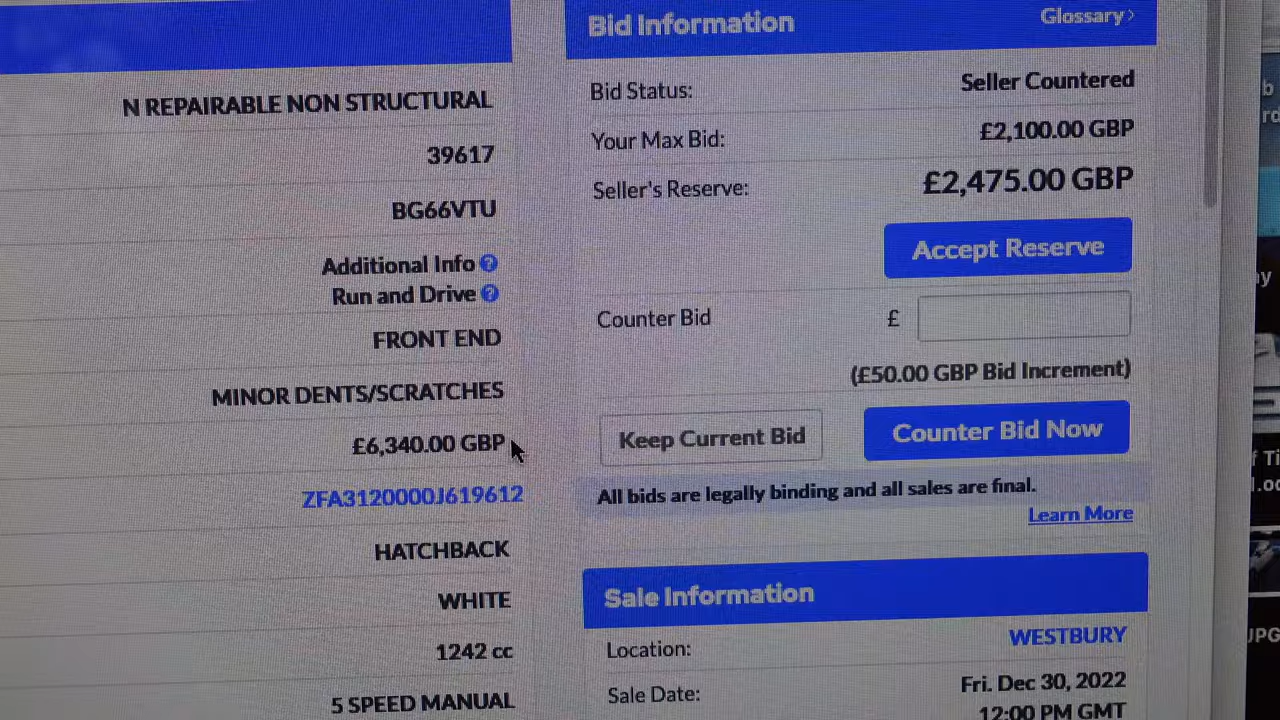 N REPAIRABLE NON STRUCTURAL
39617
BG66VTU
Additional Info ?
Run and Drive ?
FRONT END
MINOR DENTS/SCRATCHES
£6,340.00 GBP
ZFA3120000J619612
HATCHBACK
WHITE
1242 cc
5 SPEED MANUAL
Bid Information
Glossary ›
Bid Status: Seller Countered
Your Max Bid: £2,100.00 GBP
Seller's Reserve: £2,475.00 GBP
Accept Reserve
Counter Bid £
(£50.00 GBP Bid Increment)
Keep Current Bid
Counter Bid Now
All bids are legally binding and all sales are final.
Learn More
Sale Information
Location: WESTBURY
Sale Date: Fri. Dec 30, 2022
12:00 PM GMT
JPG